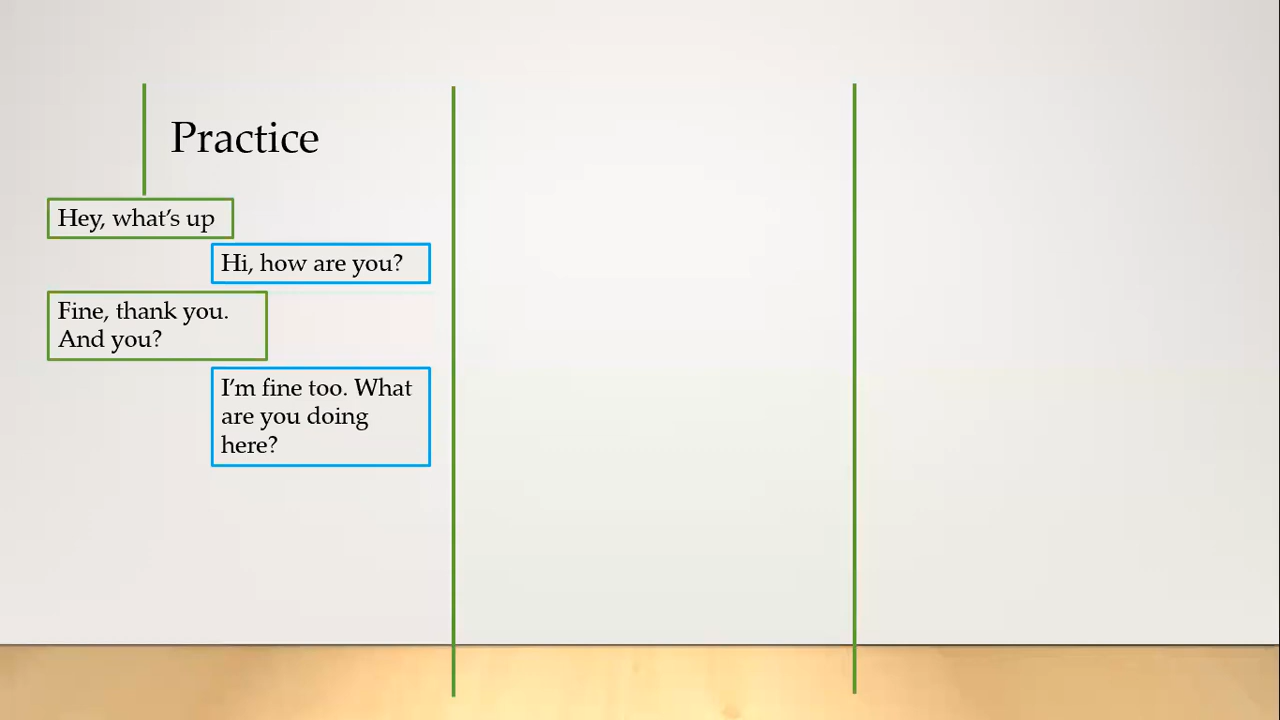 Practice
Hey, what’s up
Hi, how are you?
Fine, thank you.
And you?
I’m fine too. What
are you doing
here?